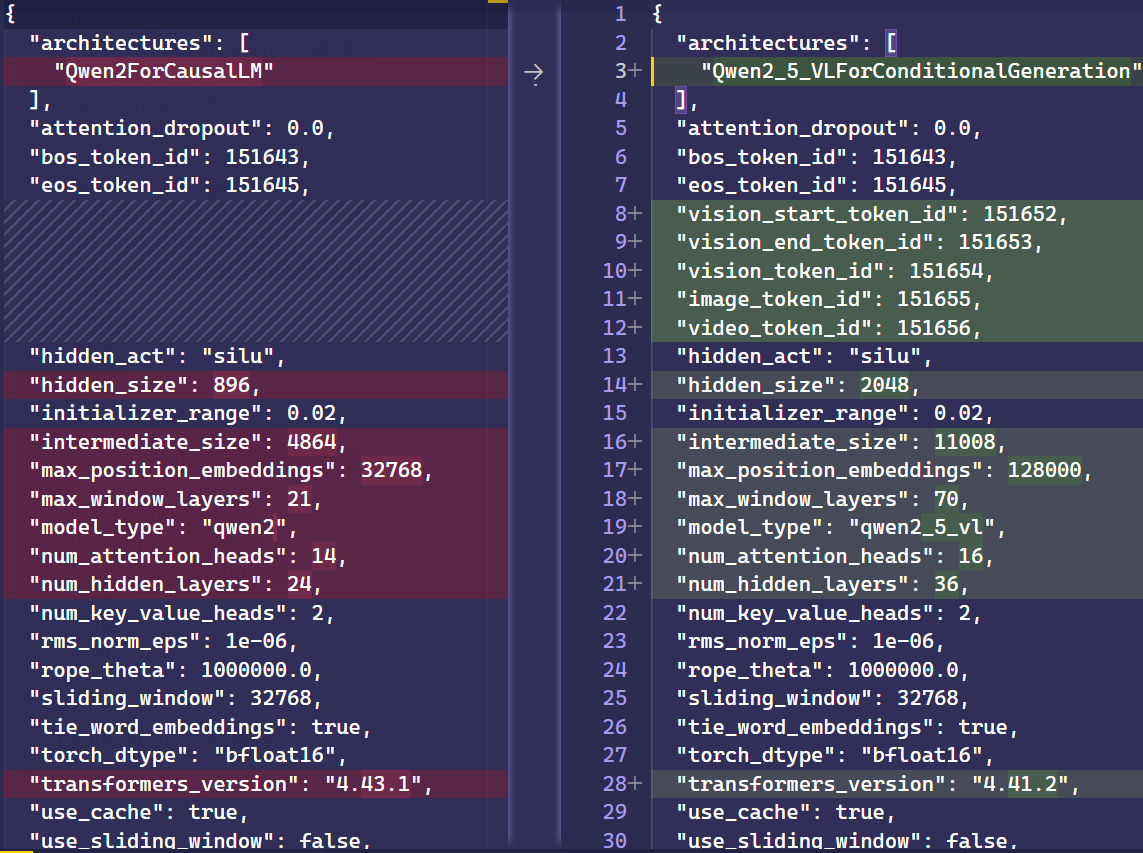 {
  "architectures": [
    "Qwen2ForCausalLM"
  ],
  "attention_dropout": 0.0,
  "bos_token_id": 151643,
  "eos_token_id": 151645,
  "hidden_act": "silu",
  "hidden_size": 896,
  "initializer_range": 0.02,
  "intermediate_size": 4864,
  "max_position_embeddings": 32768,
  "max_window_layers": 21,
  "model_type": "qwen2",
  "num_attention_heads": 14,
  "num_hidden_layers": 24,
  "num_key_value_heads": 2,
  "rms_norm_eps": 1e-06,
  "rope_theta": 1000000.0,
  "sliding_window": 32768,
  "tie_word_embeddings": true,
  "torch_dtype": "bfloat16",
  "transformers_version": "4.43.1",
  "use_cache": true,
  "use_sliding_window": false,
→
1 {
2   "architectures": [
3+     "Qwen2_5_VLForConditionalGeneration"
4   ],
5   "attention_dropout": 0.0,
6   "bos_token_id": 151643,
7   "eos_token_id": 151645,
8+   "vision_start_token_id": 151652,
9+   "vision_end_token_id": 151653,
10+   "vision_token_id": 151654,
11+   "image_token_id": 151655,
12+   "video_token_id": 151656,
13   "hidden_act": "silu",
14+   "hidden_size": 2048,
15   "initializer_range": 0.02,
16+   "intermediate_size": 11008,
17+   "max_position_embeddings": 128000,
18+   "max_window_layers": 70,
19+   "model_type": "qwen2_5_vl",
20+   "num_attention_heads": 16,
21+   "num_hidden_layers": 36,
22   "num_key_value_heads": 2,
23   "rms_norm_eps": 1e-06,
24   "rope_theta": 1000000.0,
25   "sliding_window": 32768,
26   "tie_word_embeddings": true,
27   "torch_dtype": "bfloat16",
28+   "transformers_version": "4.41.2",
29   "use_cache": true,
30   "use_sliding_window": false,